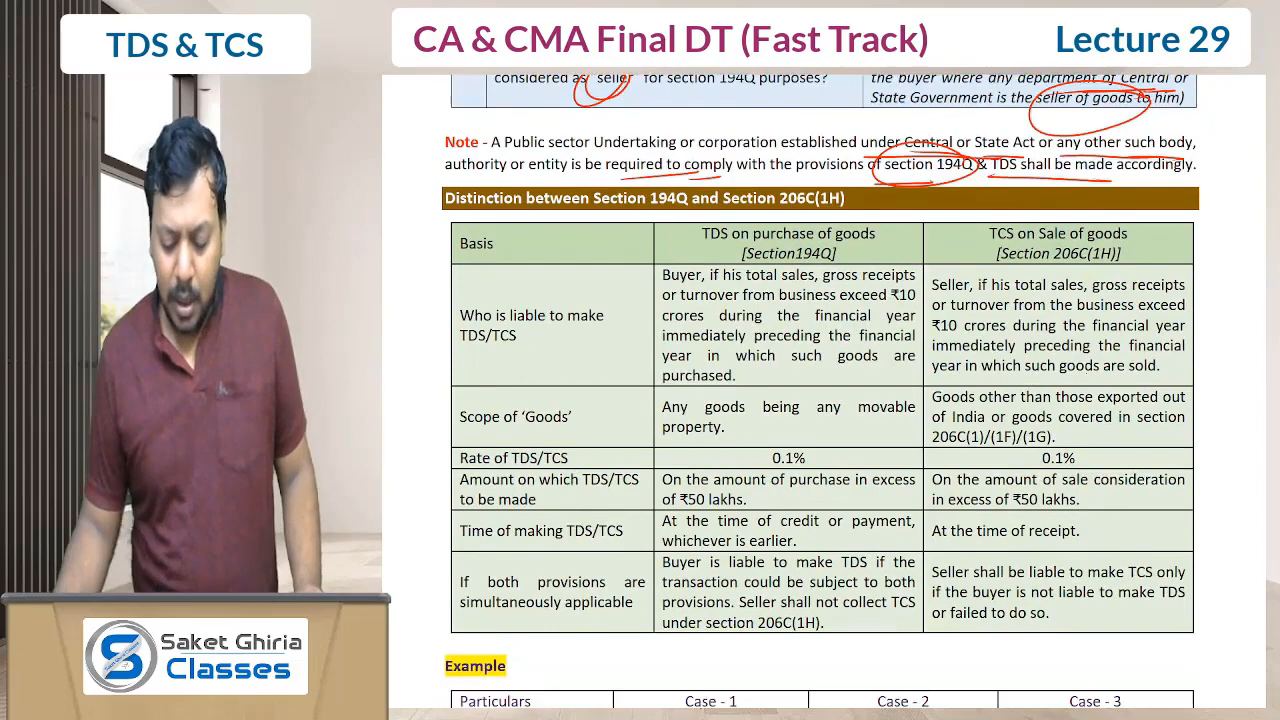 TDS & TCS
CA & CMA Final DT (Fast Track)
Lecture 29
considered as "seller" for section 194Q purposes?
the buyer where any department of Central or
State Government is the seller of goods to him)
Note - A Public sector Undertaking or corporation established under Central or State Act or any other such body,
authority or entity is be required to comply with the provisions of section 194Q & TDS shall be made accordingly.
Distinction between Section 194Q and Section 206C(1H)
Basis
TDS on purchase of goods
[Section194Q]
TCS on Sale of goods
[Section 206C(1H)]
Who is liable to make
TDS/TCS
Buyer, if his total sales, gross receipts
or turnover from business exceed ₹10
crores during the financial year
immediately preceding the financial
year in which such goods are
purchased.
Seller, if his total sales, gross receipts
or turnover from the business exceed
₹10 crores during the financial year
immediately preceding the financial
year in which such goods are sold.
Scope of 'Goods'
Any goods being any movable
property.
Goods other than those exported out
of India or goods covered in section
206C(1)/(1F)/(1G).
Rate of TDS/TCS
0.1%
0.1%
Amount on which TDS/TCS
to be made
On the amount of purchase in excess
of ₹50 lakhs.
On the amount of sale consideration
in excess of ₹50 lakhs.
Time of making TDS/TCS
At the time of credit or payment,
whichever is earlier.
At the time of receipt.
If both provisions are
simultaneously applicable
Buyer is liable to make TDS if the
transaction could be subject to both
provisions. Seller shall not collect TCS
under section 206C(1H).
Seller shall be liable to make TCS only
if the buyer is not liable to make TDS
or failed to do so.
Example
Particulars
Case - 1
Case - 2
Case - 3
Saket Ghiria
Classes